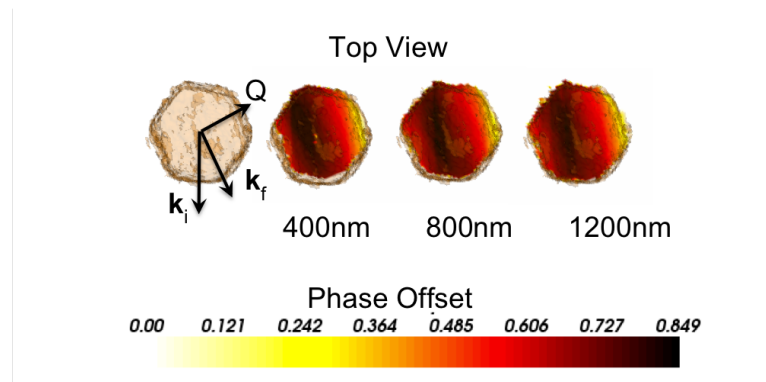 Top View
Q
k_f
k_i
400nm 800nm 1200nm
Phase Offset
0.00 0.121 0.242 0.364 0.485 0.606 0.727 0.849